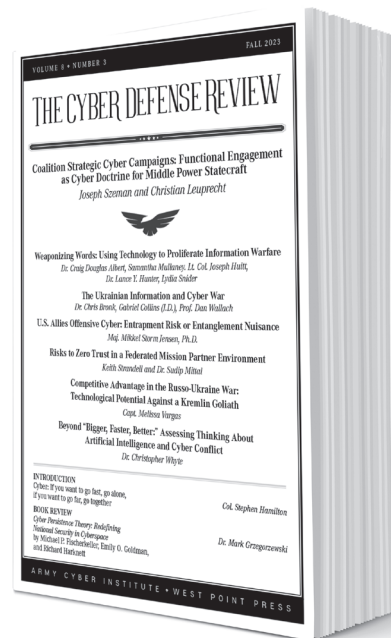 VOLUME 8 • NUMBER 3
FALL 2023
THE CYBER DEFENSE REVIEW
Coalition Strategic Cyber Campaigns: Functional Engagement
as Cyber Doctrine for Middle Power Statecraft
Joseph Szeman and Christian Leuprecht
Weaponizing Words: Using Technology to Proliferate Information Warfare
Dr. Craig Douglas Albert, Samantha Mullaney, Lt. Col. Joseph Huitt,
Dr. Lance Y. Hunter, Lydia Snider
The Ukrainian Information and Cyber War
Dr. Chris Bronk, Gabriel Collins (J.D.), Prof. Dan Wallach
U.S. Allies Offensive Cyber: Entrapment Risk or Entanglement Nuisance
Maj. Mikkel Storm Jensen, Ph.D.
Risks to Zero Trust in a Federated Mission Partner Environment
Keith Strandell and Dr. Sudip Mittal
Competitive Advantage in the Russo-Ukraine War:
Technological Potential Against a Kremlin Goliath
Capt. Melissa Vargas
Beyond "Bigger, Faster, Better:" Assessing Thinking About
Artificial Intelligence and Cyber Conflict
Dr. Christopher Whyte
INTRODUCTION
Cyber: If you want to go fast, go alone,
if you want to go far, go together
Col. Stephen Hamilton
BOOK REVIEW
Cyber Persistence Theory: Redefining
National Security in Cyberspace
by Michael P. Fischerkeller, Emily O. Goldman,
and Richard Harknett
Dr. Mark Grzegorzewski
ARMY CYBER INSTITUTE • WEST POINT PRESS